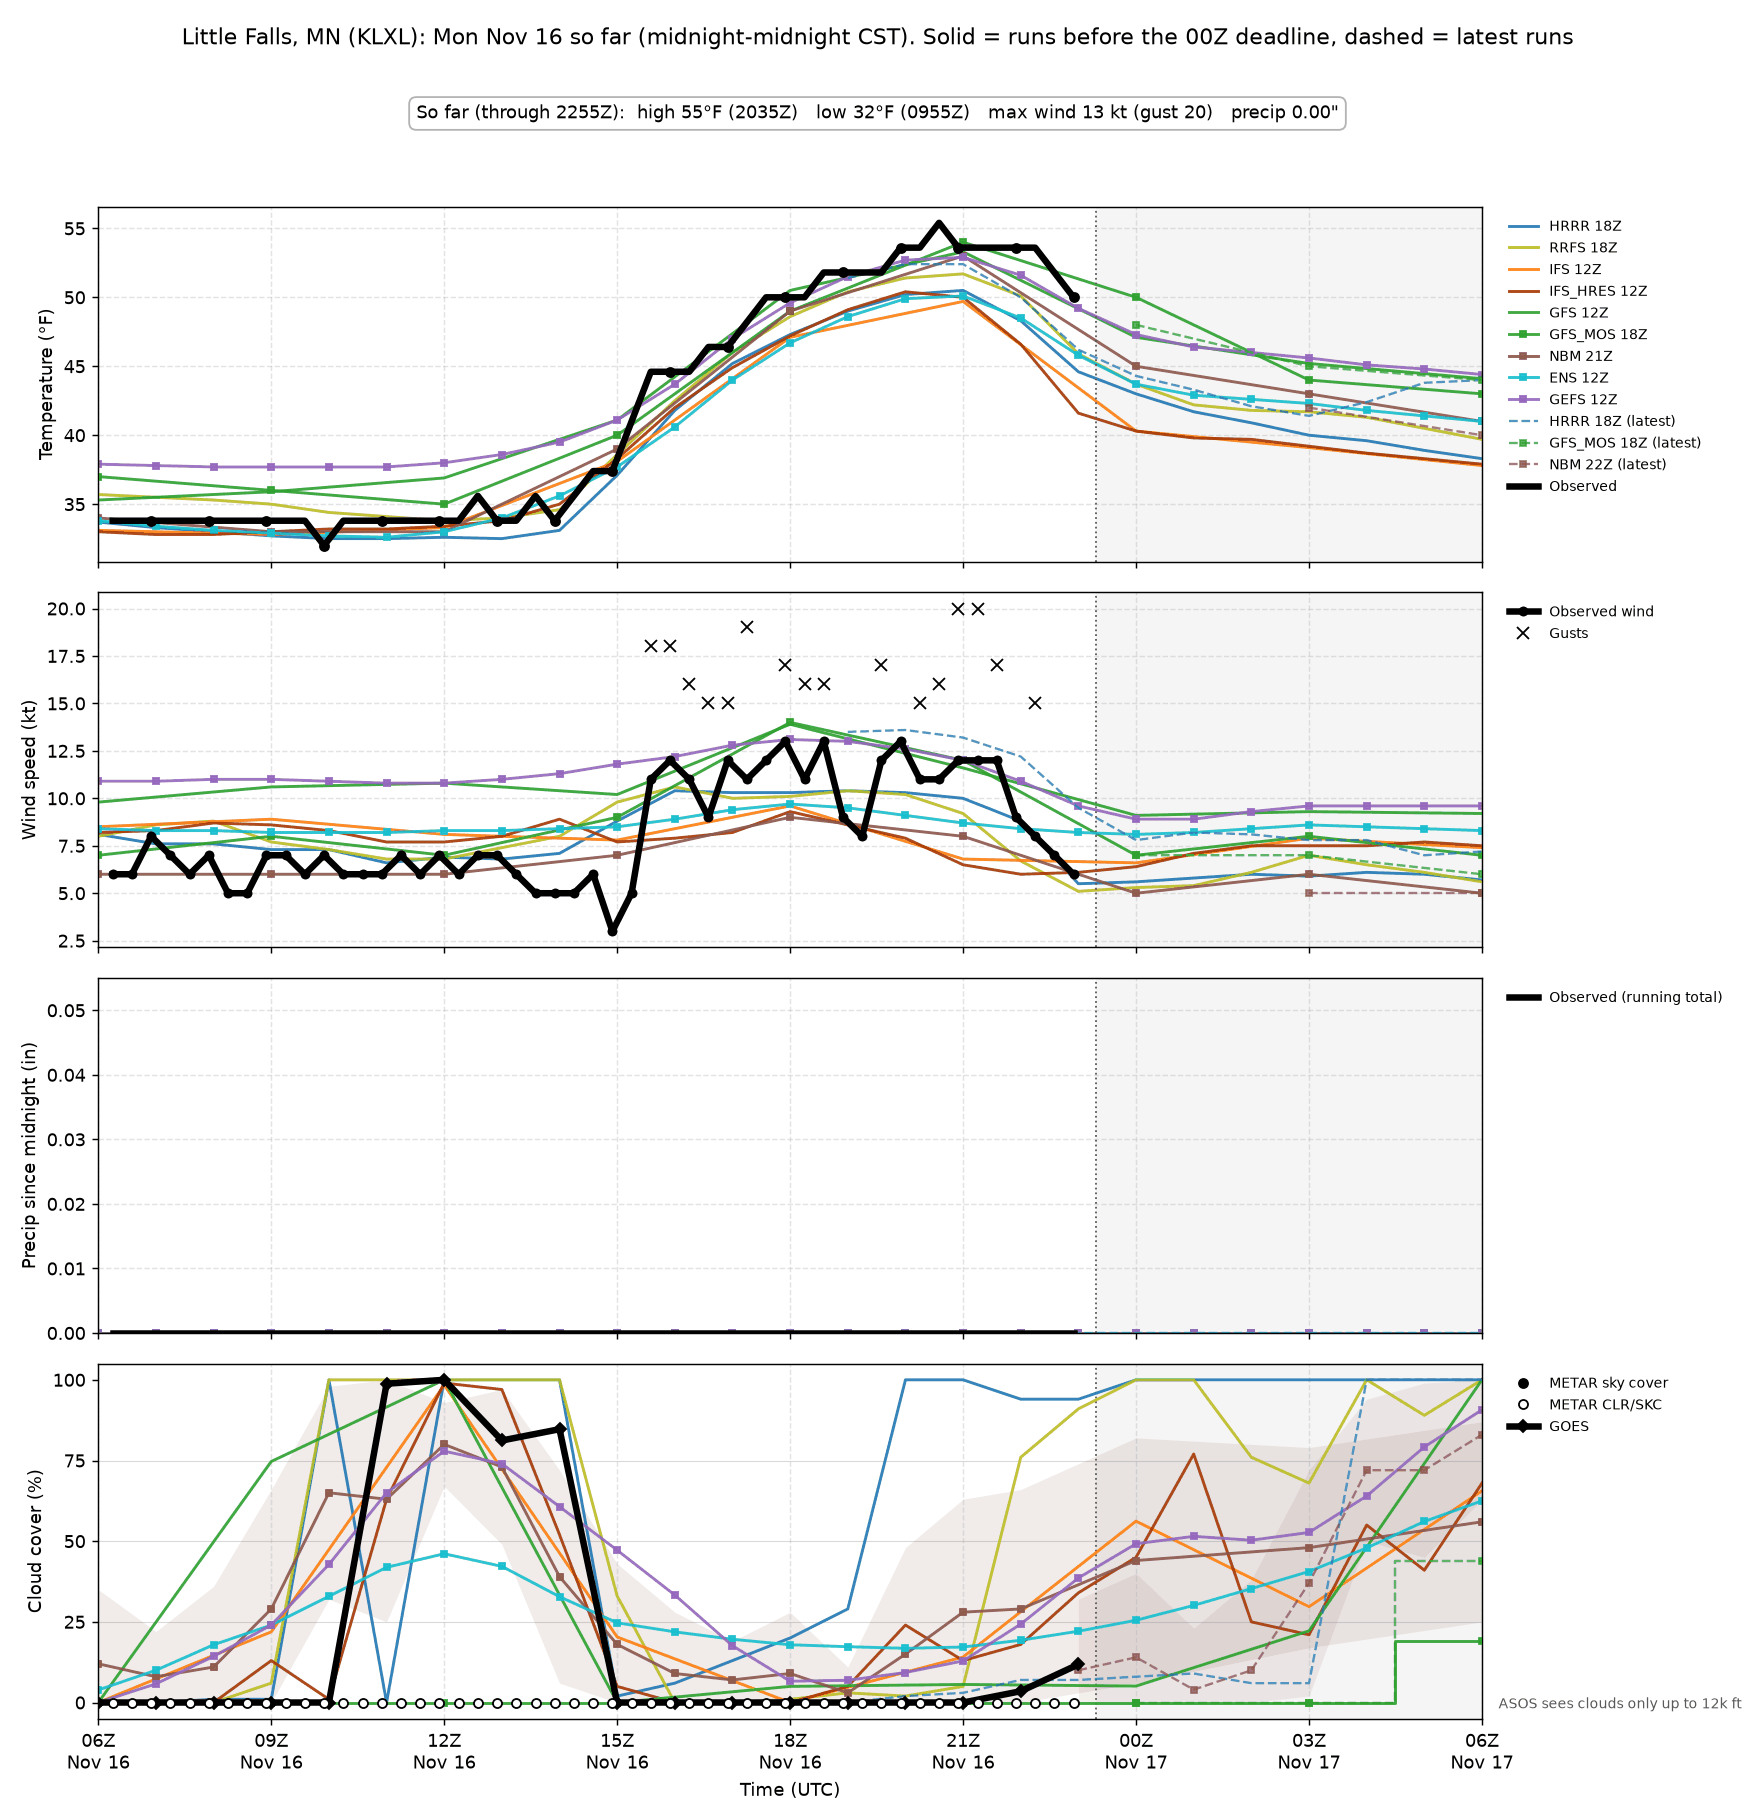 Little Falls, MN (KLXL): Mon Nov 16 so far (midnight-midnight CST). Solid = runs before the 00Z deadline, dashed = latest runs
So far (through 2255Z):  high 55°F (2035Z)   low 32°F (0955Z)   max wind 13 kt (gust 20)   precip 0.00"
Temperature (°F)
55
50
45
40
35
HRRR 18Z
RRFS 18Z
IFS 12Z
IFS_HRES 12Z
GFS 12Z
GFS_MOS 18Z
NBM 21Z
ENS 12Z
GEFS 12Z
HRRR 18Z (latest)
GFS_MOS 18Z (latest)
NBM 22Z (latest)
Observed
Wind speed (kt)
20.0
17.5
15.0
12.5
10.0
7.5
5.0
2.5
Observed wind
Gusts
Precip since midnight (in)
0.05
0.04
0.03
0.02
0.01
0.00
Observed (running total)
Cloud cover (%)
100
75
50
25
0
METAR sky cover
METAR CLR/SKC
GOES
ASOS sees clouds only up to 12k ft
06Z
Nov 16
09Z
Nov 16
12Z
Nov 16
15Z
Nov 16
18Z
Nov 16
21Z
Nov 16
00Z
Nov 17
03Z
Nov 17
06Z
Nov 17
Time (UTC)